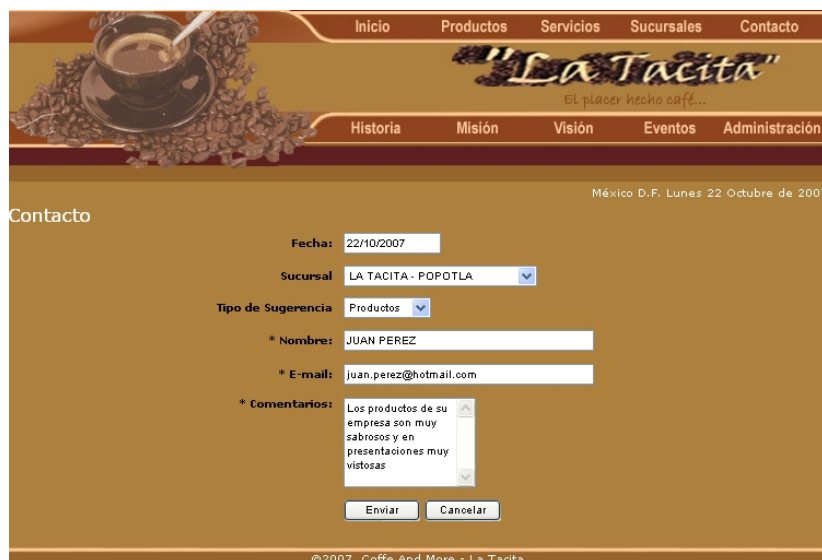 Inicio Productos Servicios Sucursales Contacto
"La Tacita"
El placer hecho café...
Historia Misión Visión Eventos Administración
México D.F. Lunes 22 Octubre de 200
Contacto
Fecha: 22/10/2007
Sucursal LA TACITA - POPOTLA
Tipo de Sugerencia Productos
* Nombre: JUAN PEREZ
* E-mail: juan.perez@hotmail.com
* Comentarios: Los productos de su
empresa son muy
sabrosos y en
presentaciones muy
vistosas
Enviar Cancelar
©2007 Coffe And More - La Tacita